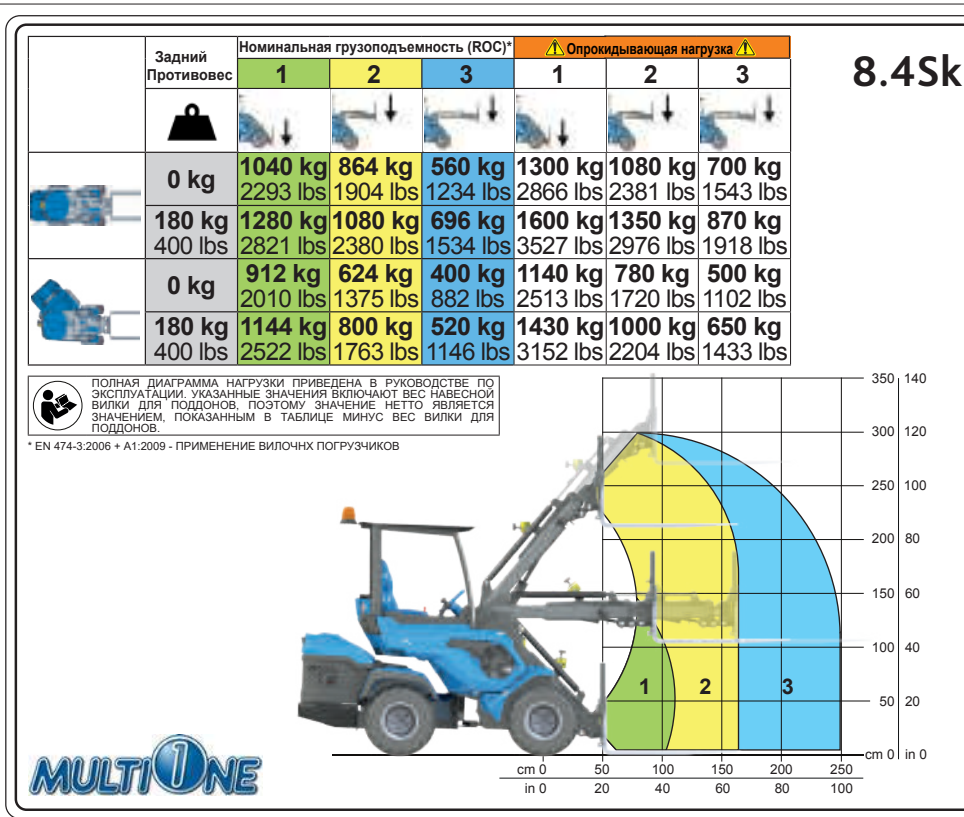 8.4Sk
Задний Противовес
Номинальная грузоподъемность (ROC)*
Опрокидывающая нагрузка
1 2 3 1 2 3
0 kg 1040 kg 864 kg 560 kg 1300 kg 1080 kg 700 kg
2293 lbs 1904 lbs 1234 lbs 2866 lbs 2381 lbs 1543 lbs
180 kg 1280 kg 1080 kg 696 kg 1600 kg 1350 kg 870 kg
400 lbs 2821 lbs 2380 lbs 1534 lbs 3527 lbs 2976 lbs 1918 lbs
0 kg 912 kg 624 kg 400 kg 1140 kg 780 kg 500 kg
2010 lbs 1375 lbs 882 lbs 2513 lbs 1720 lbs 1102 lbs
180 kg 1144 kg 800 kg 520 kg 1430 kg 1000 kg 650 kg
400 lbs 2522 lbs 1763 lbs 1146 lbs 3152 lbs 2204 lbs 1433 lbs
ПОЛНАЯ ДИАГРАММА НАГРУЗКИ ПРИВЕДЕНА В РУКОВОДСТВЕ ПО
ЭКСПЛУАТАЦИИ. УКАЗАННЫЕ ЗНАЧЕНИЯ ВКЛЮЧАЮТ ВЕС НАВЕСНОЙ
ВИЛКИ ДЛЯ ПОДДОНОВ, ПОЭТОМУ ЗНАЧЕНИЕ НЕТТО ЯВЛЯЕТСЯ
ЗНАЧЕНИЕМ, ПОКАЗАННЫМ В ТАБЛИЦЕ МИНУС ВЕС ВИЛКИ ДЛЯ
ПОДДОНОВ.
* EN 474-3:2006 + A1:2009 - ПРИМЕНЕНИЕ ВИЛОЧНХ ПОГРУЗЧИКОВ
350 140
300 120
250 100
200 80
150 60
100 40
50 20
cm 0 in 0
1 2 3
cm 0 50 100 150 200 250
in 0 20 40 60 80 100
MULTIONE